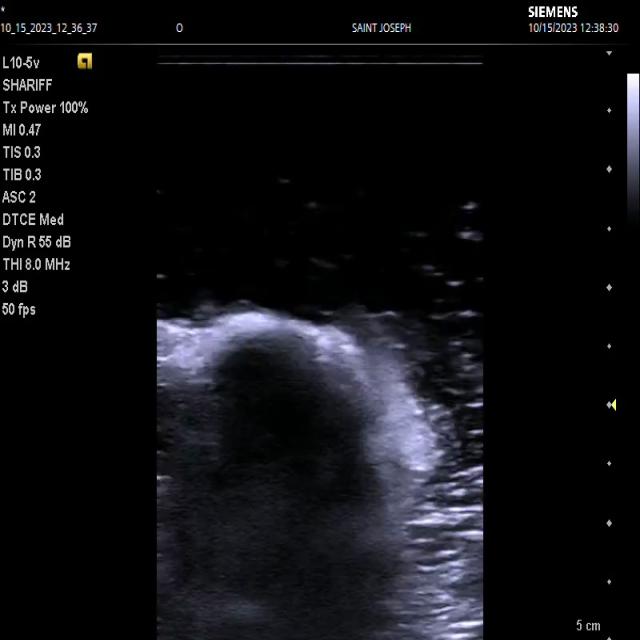 *
SIEMENS
10_15_2023_12_36_37 O SAINT JOSEPH 10/15/2023 12:38:30
L10-5v
SHARIFF
Tx Power 100%
MI 0.47
TIS 0.3
TIB 0.3
ASC 2
DTCE Med
Dyn R 55 dB
THI 8.0 MHz
3 dB
50 fps
5 cm